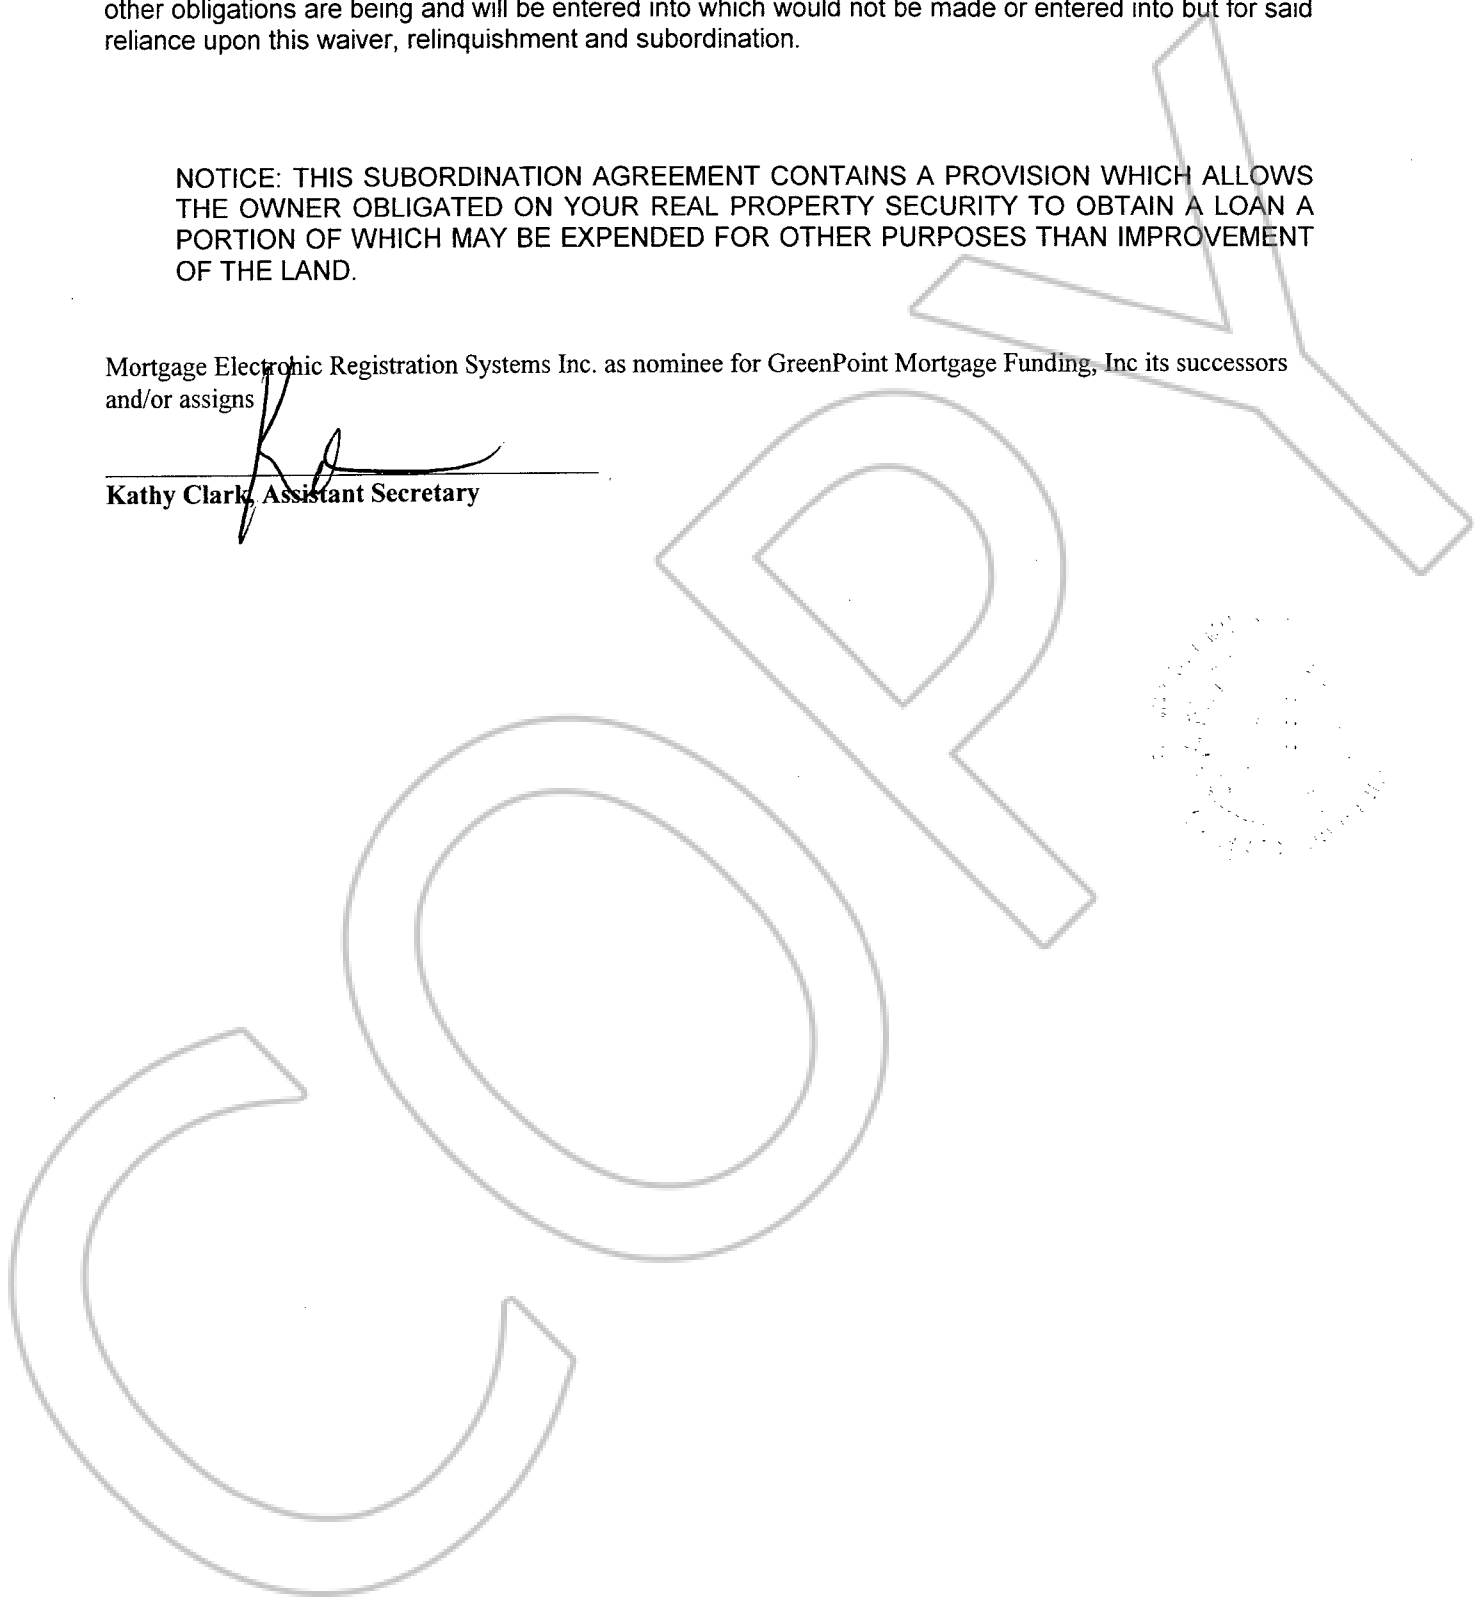 other obligations are being and will be entered into which would not be made or entered into but for said
reliance upon this waiver, relinquishment and subordination.
NOTICE: THIS SUBORDINATION AGREEMENT CONTAINS A PROVISION WHICH ALLOWS
THE OWNER OBLIGATED ON YOUR REAL PROPERTY SECURITY TO OBTAIN A LOAN A
PORTION OF WHICH MAY BE EXPENDED FOR OTHER PURPOSES THAN IMPROVEMENT
OF THE LAND.
Mortgage Electronic Registration Systems Inc. as nominee for GreenPoint Mortgage Funding, Inc its successors
and/or assigns
Kathy Clark, Assistant Secretary
COPY